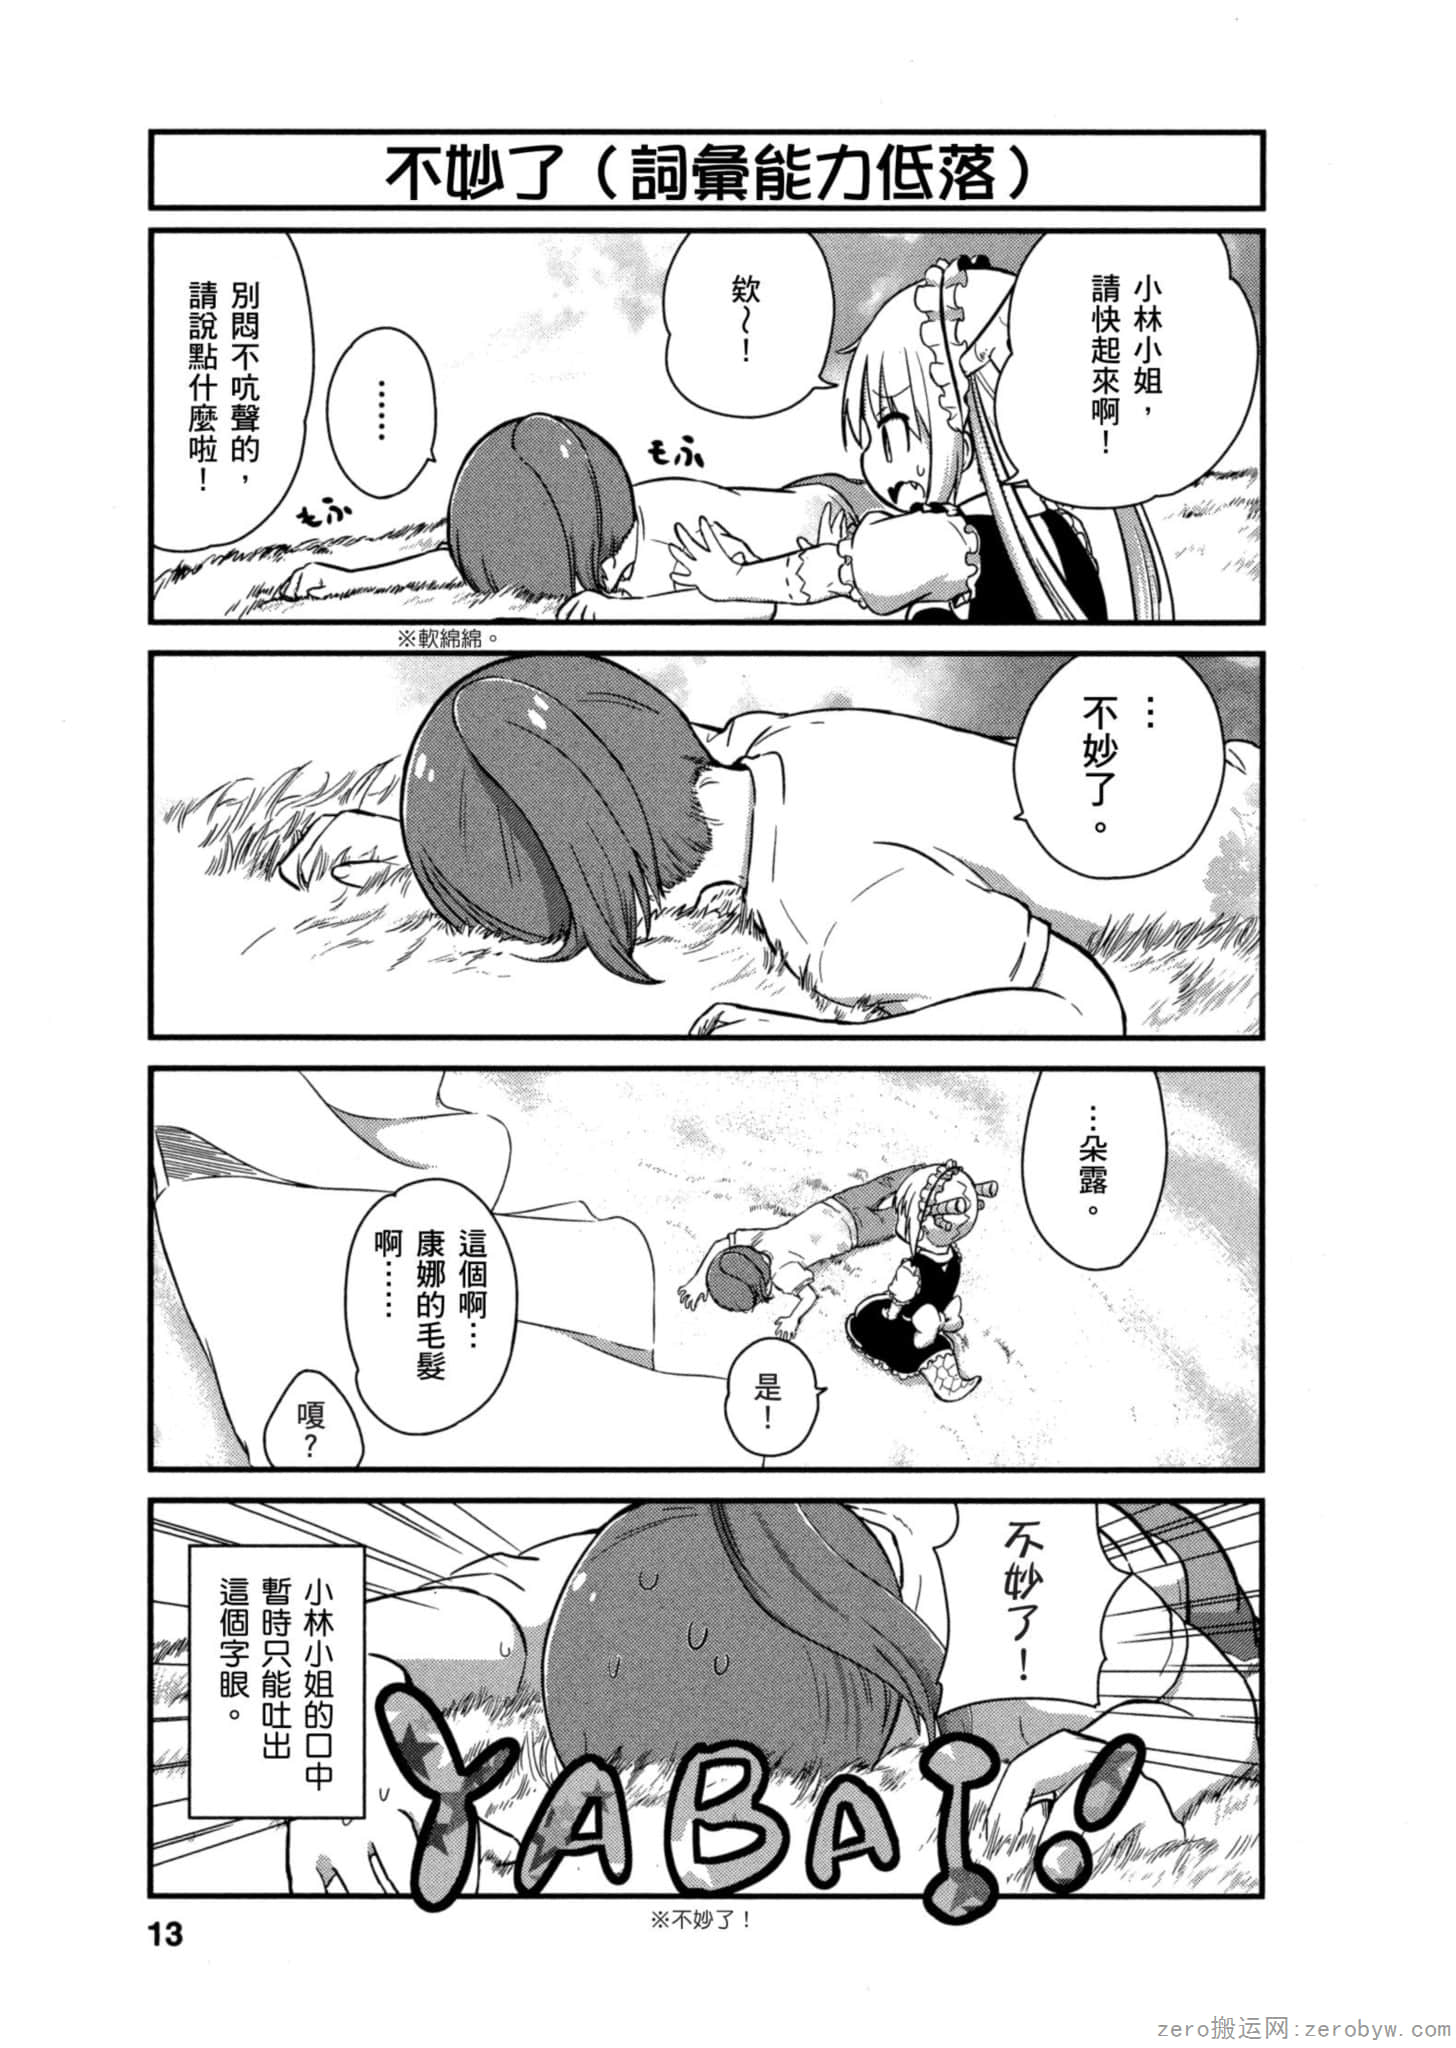 不妙了（詞彙能力低落）
小林小姐，
請快起來啊！
欸～！
……
別悶不吭聲的，
請說點什麼啦！
もふ
もふ
※軟綿綿。
…
不妙了。
…朵露。
是！
這個啊…
康娜的毛髮
啊……
嗄？
不妙了！
小林小姐的口中
暫時只能吐出
這個字眼。
YABAI!
※不妙了！
13
zero搬运网:zerobyw.com